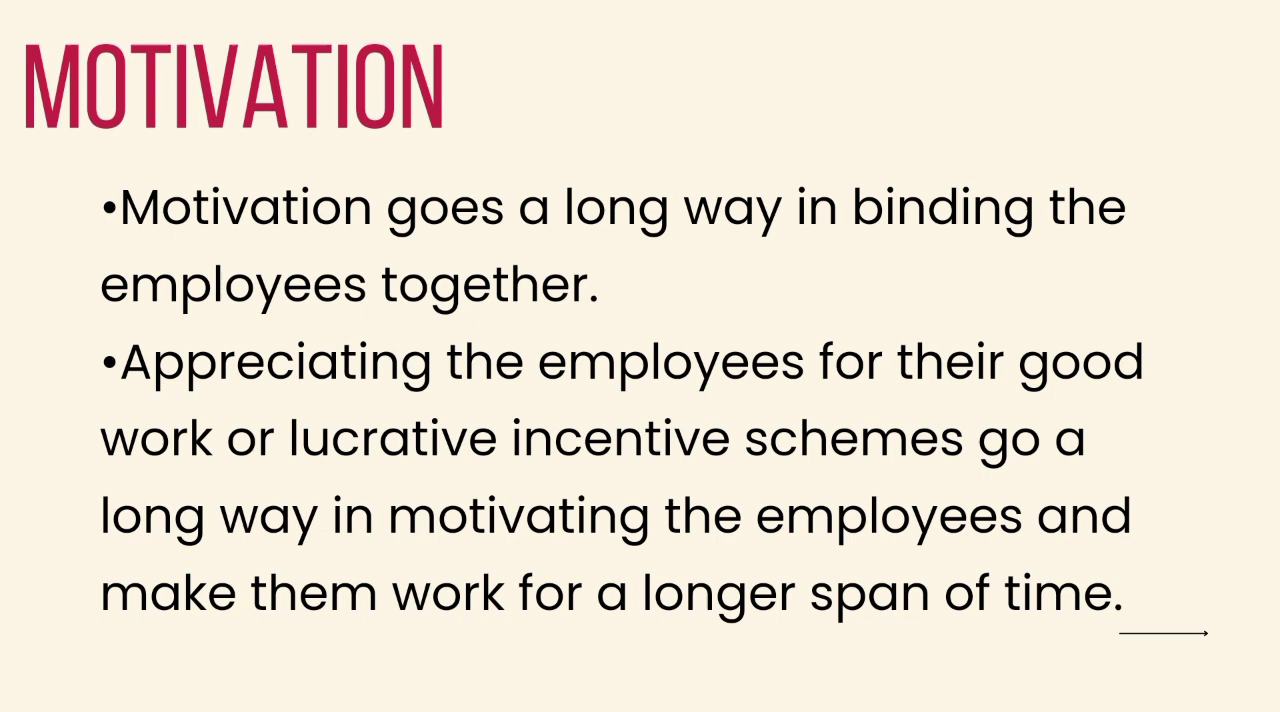 MOTIVATION
•Motivation goes a long way in binding the
employees together.
•Appreciating the employees for their good
work or lucrative incentive schemes go a
long way in motivating the employees and
make them work for a longer span of time.